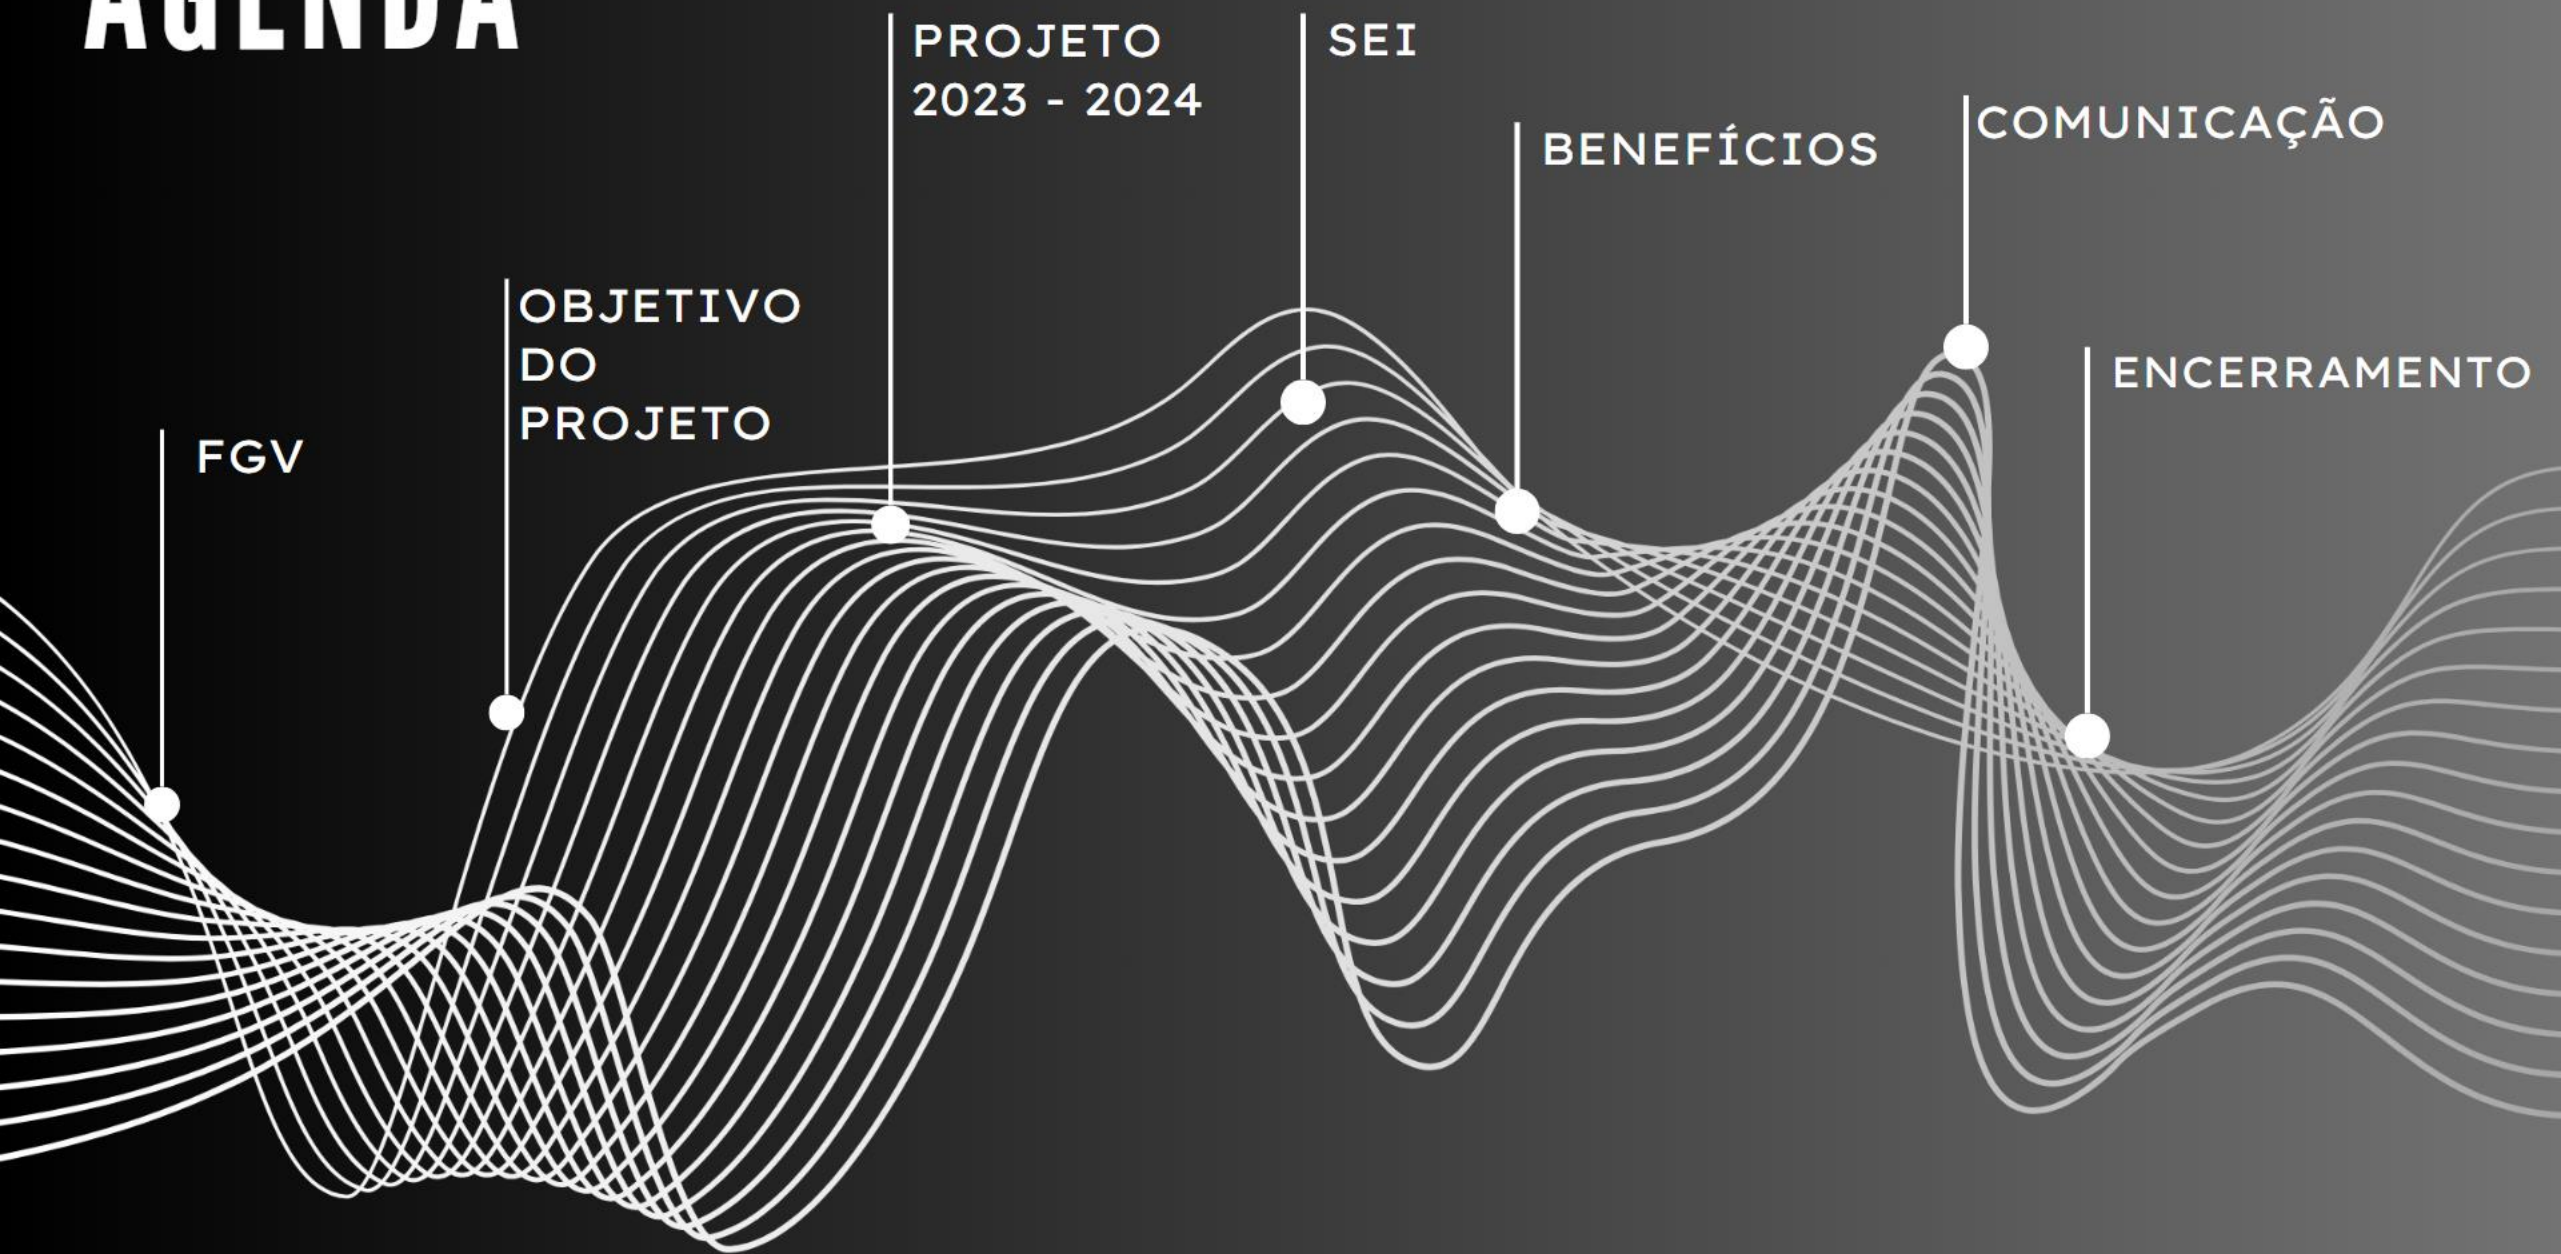 AGENDA
FGV
OBJETIVO
DO
PROJETO
PROJETO
2023 - 2024
SEI
BENEFÍCIOS
COMUNICAÇÃO
ENCERRAMENTO